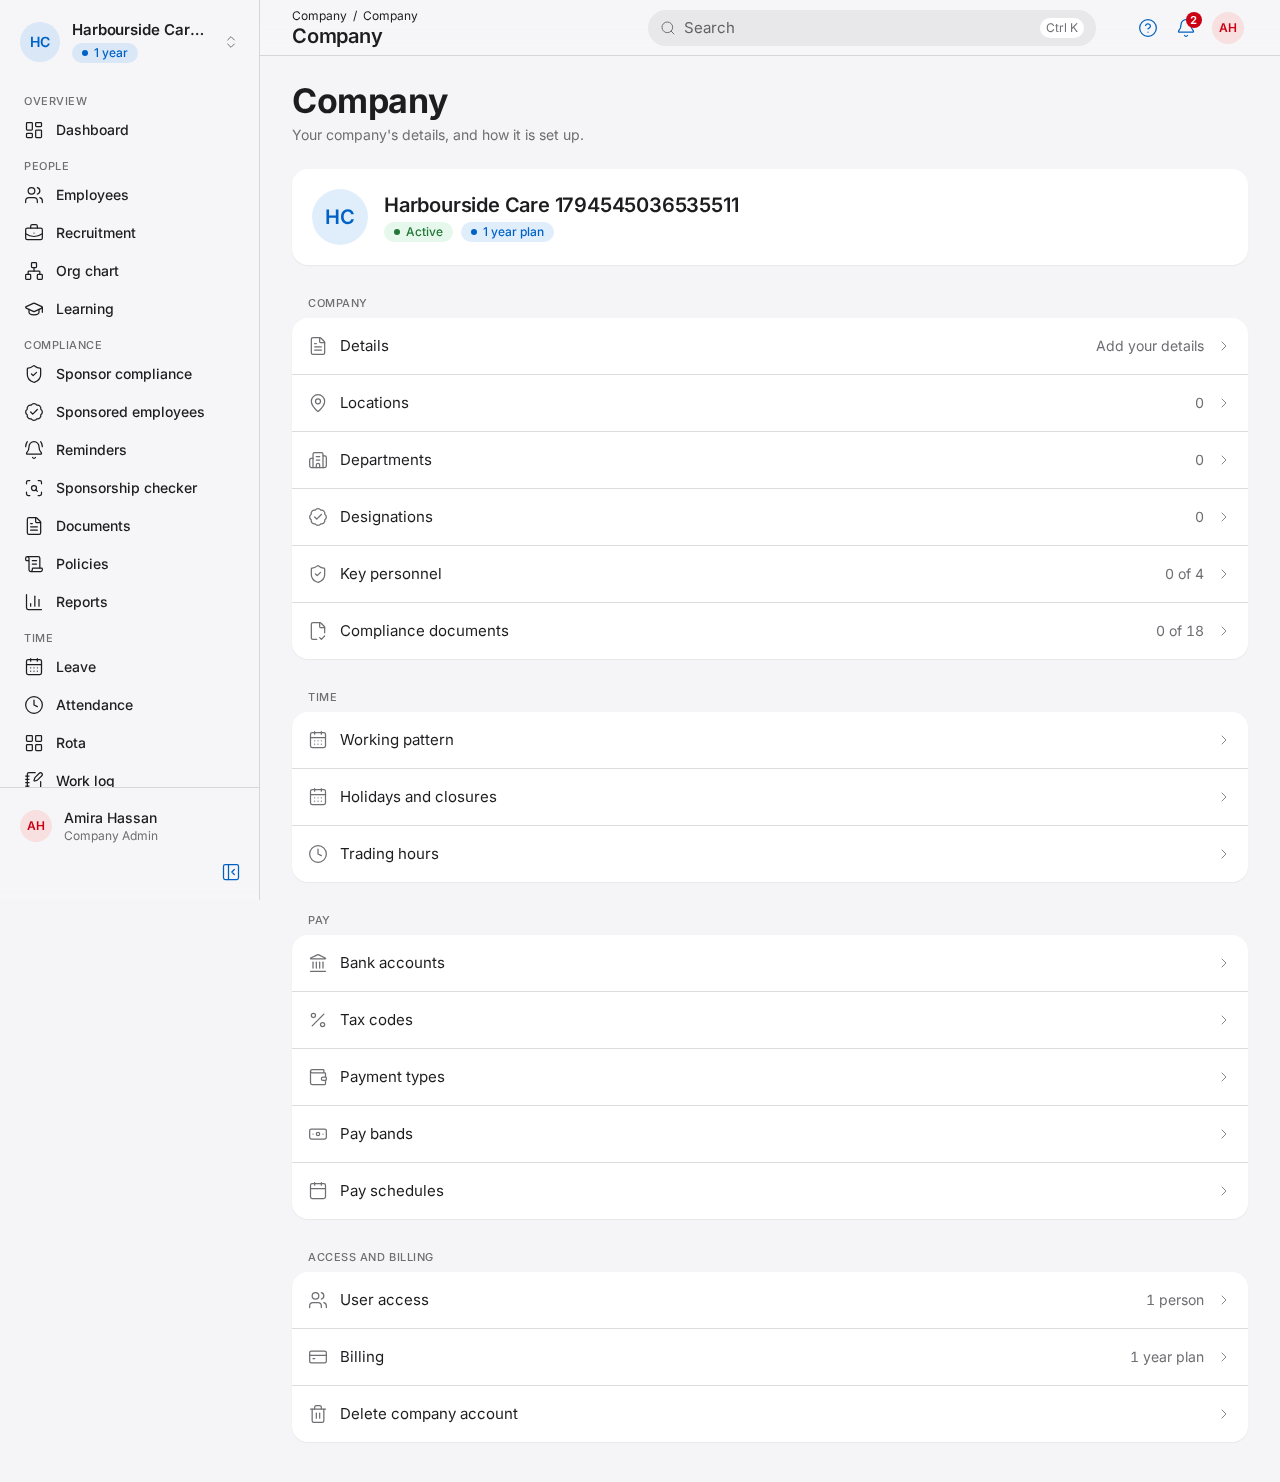 HC
Harbourside Car...
1 year
OVERVIEW
Dashboard
PEOPLE
Employees
Recruitment
Org chart
Learning
COMPLIANCE
Sponsor compliance
Sponsored employees
Reminders
Sponsorship checker
Documents
Policies
Reports
TIME
Leave
Attendance
Rota
Work log
AH
Amira Hassan
Company Admin
Company / Company
Company
Search
Ctrl K
2
AH
Company
Your company's details, and how it is set up.
HC
Harbourside Care 1794545036535511
Active
1 year plan
COMPANY
Details
Add your details
Locations
0
Departments
0
Designations
0
Key personnel
0 of 4
Compliance documents
0 of 18
TIME
Working pattern
Holidays and closures
Trading hours
PAY
Bank accounts
Tax codes
Payment types
Pay bands
Pay schedules
ACCESS AND BILLING
User access
1 person
Billing
1 year plan
Delete company account